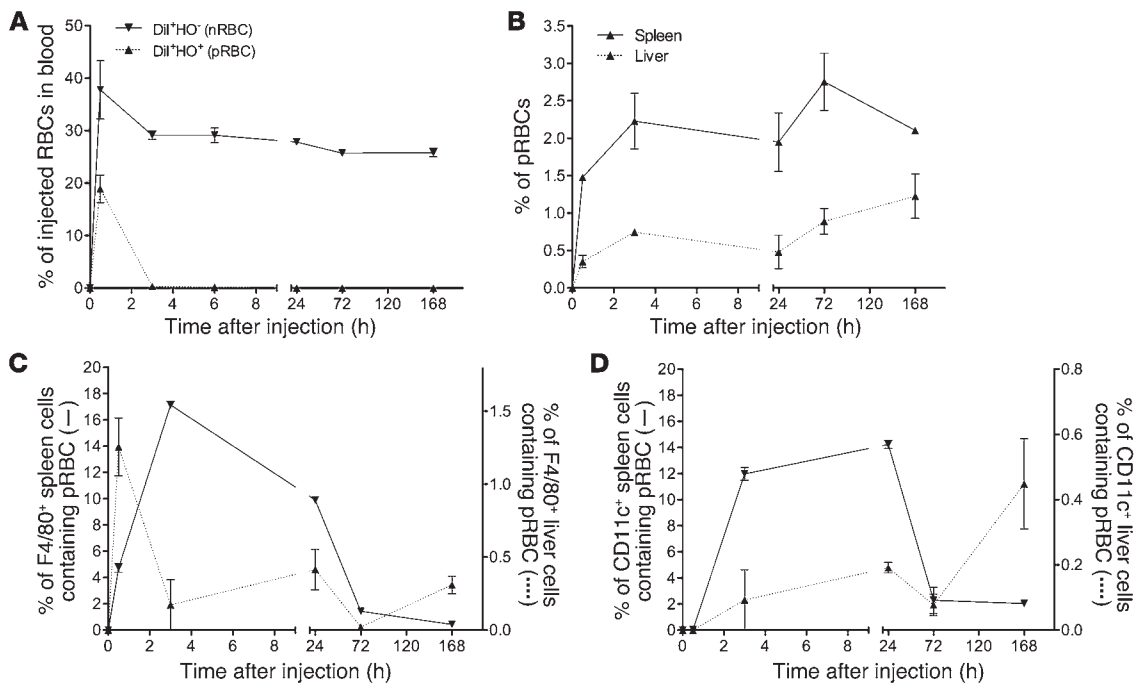 A
50
40
30
20
10
0
% of injected RBCs in blood
DiI⁺HO⁻ (nRBC)
DiI⁺HO⁺ (pRBC)
0 2 4 6 8 24 72 120 168
Time after injection (h)
B
3.5
3.0
2.5
2.0
1.5
1.0
0.5
0.0
% of pRBCs
Spleen
Liver
0 2 4 6 8 24 72 120 168
Time after injection (h)
C
20
18
16
14
12
10
8
6
4
2
0
% of F4/80⁺ spleen cells
containing pRBC (—)
1.5
1.0
0.5
0.0
% of F4/80⁺ liver cells
containing pRBC (····)
0 2 4 6 8 24 72 120 168
Time after injection (h)
D
20
18
16
14
12
10
8
6
4
2
0
% of CD11c⁺ spleen cells
containing pRBC (—)
0.8
0.6
0.4
0.2
0.0
% of CD11c⁺ liver cells
containing pRBC (····)
0 2 4 6 8 24 72 120 168
Time after injection (h)